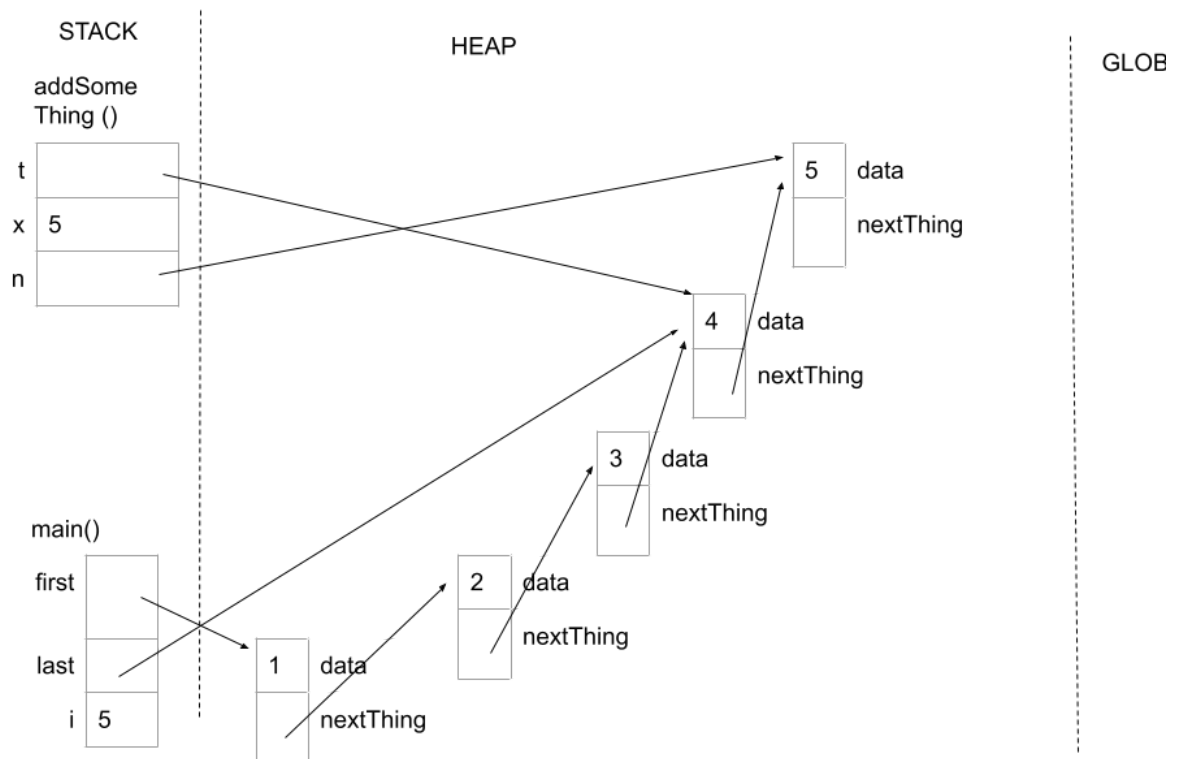 STACK
HEAP
GLOB
addSome
Thing ()
t
x 5
n
5 data
nextThing
4 data
nextThing
3 data
nextThing
main()
first
last
i 5
2 data
nextThing
1 data
nextThing